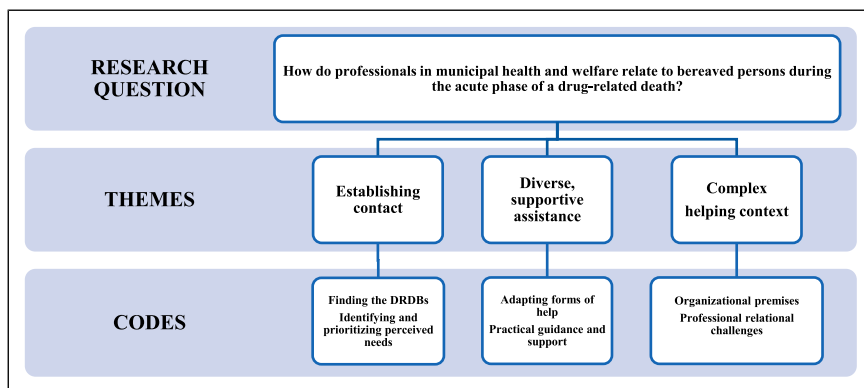 RESEARCH
QUESTION
How do professionals in municipal health and welfare relate to bereaved persons during
the acute phase of a drug-related death?
THEMES
Establishing
contact
Diverse,
supportive
assistance
Complex
helping context
CODES
Finding the DRDBs
Identifying and
prioritizing perceived
needs
Adapting forms of
help
Practical guidance and
support
Organizational premises
Professional relational
challenges